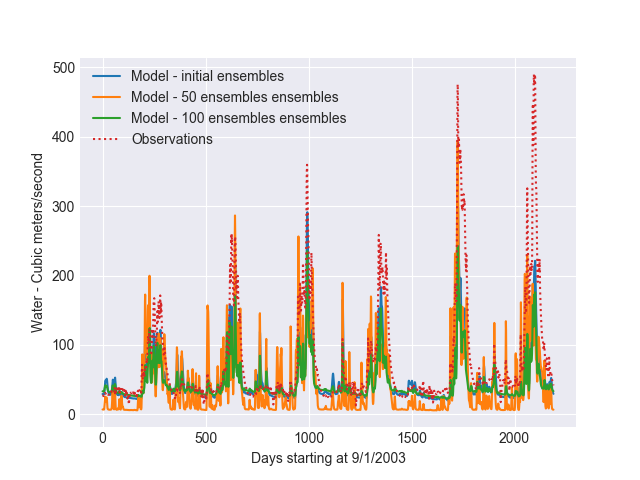 500
400
300
200
100
0
Water - Cubic meters/second
Model - initial ensembles
Model - 50 ensembles ensembles
Model - 100 ensembles ensembles
Observations
0 500 1000 1500 2000
Days starting at 9/1/2003